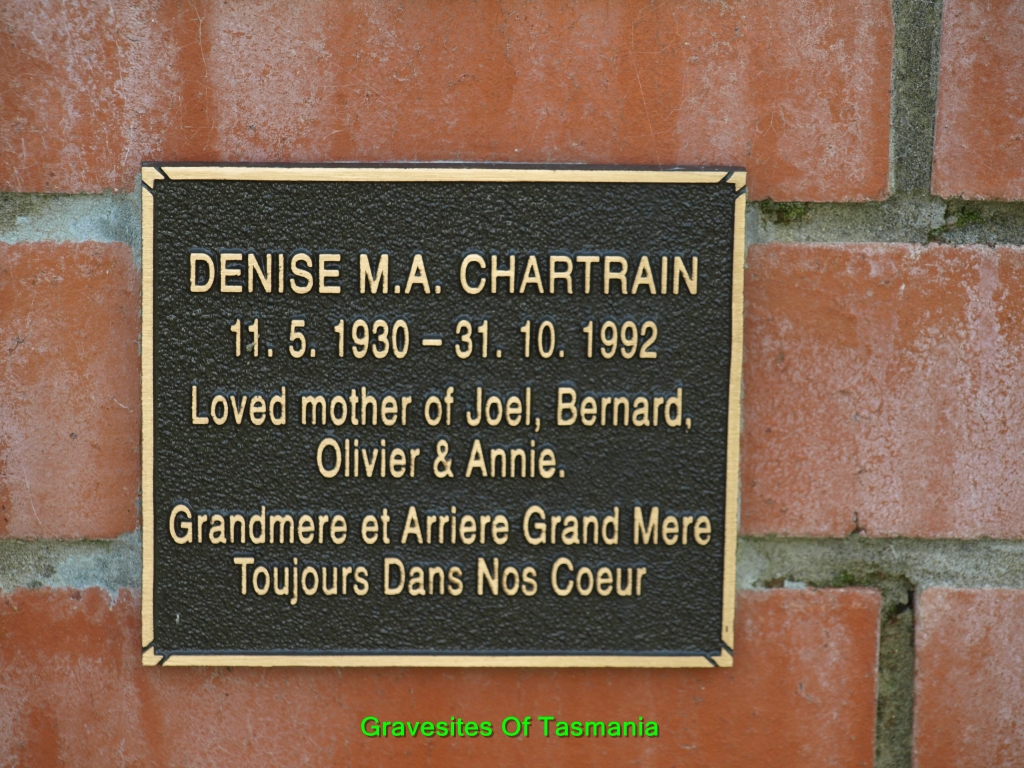 DENISE M.A. CHARTRAIN
11. 5. 1930 – 31. 10. 1992
Loved mother of Joel, Bernard,
Olivier & Annie.
Grandmere et Arriere Grand Mere
Toujours Dans Nos Coeur
Gravesites Of Tasmania